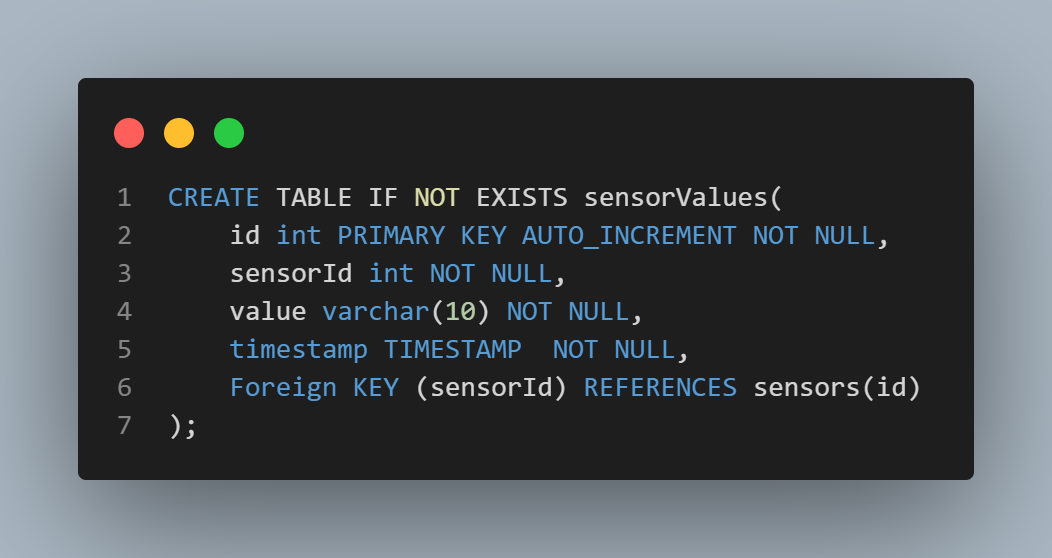 1 CREATE TABLE IF NOT EXISTS sensorValues(
2     id int PRIMARY KEY AUTO_INCREMENT NOT NULL,
3     sensorId int NOT NULL,
4     value varchar(10) NOT NULL,
5     timestamp TIMESTAMP  NOT NULL,
6     Foreign KEY (sensorId) REFERENCES sensors(id)
7 );